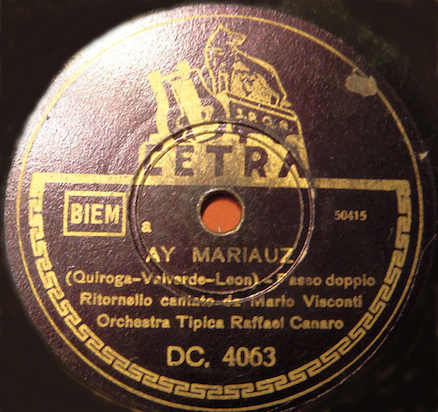 S.P.Q.R.
CETRA
BIEM
a
50415
AY MARIAUZ
(Quiroga-Valverde-Leon) - Passo doppio
Ritornello cantato da Mario Visconti
Orchestra Tipica Raffael Canaro
DC. 4063